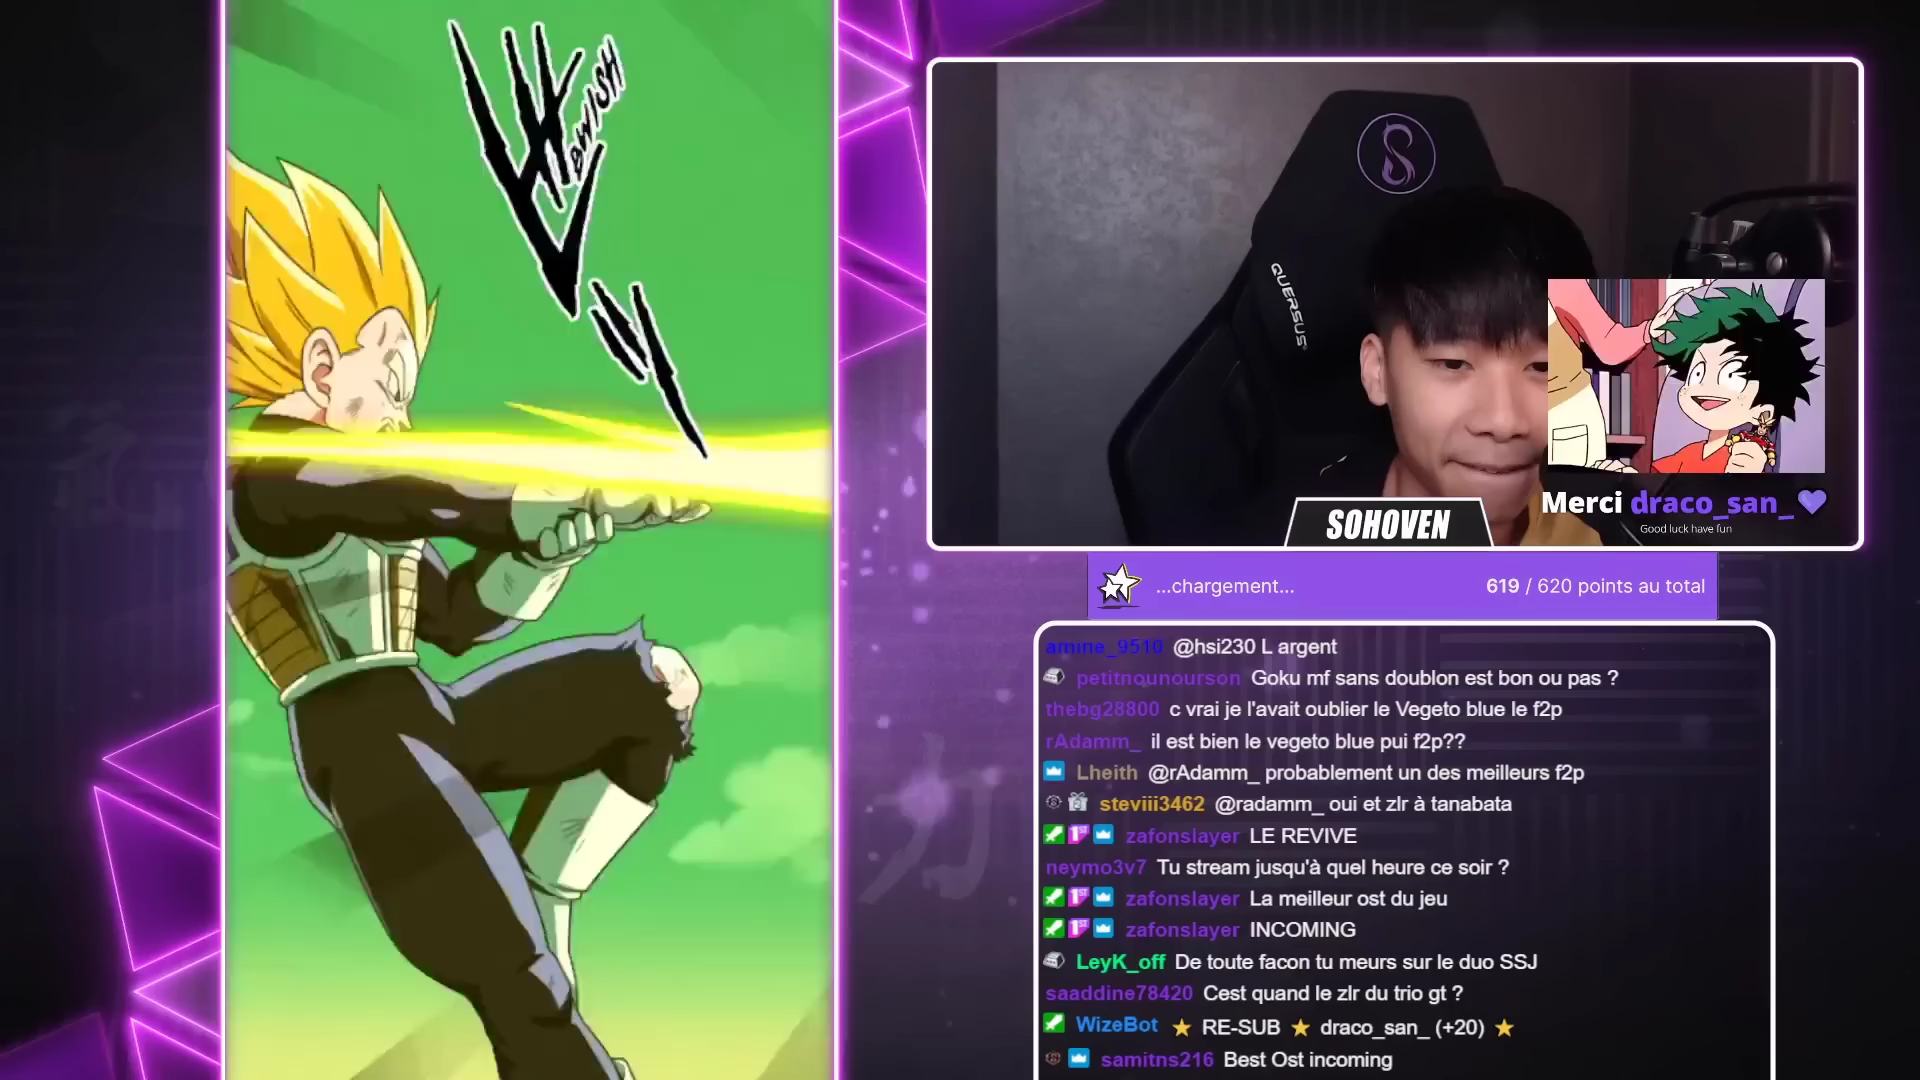 QUERSUS
SOHOVEN
Merci draco_san_
Good luck have fun
...chargement... 619 / 620 points au total
amine_9510 @hsi230 L argent
petitnounourson Goku mf sans doublon est bon ou pas ?
thebg28800 c vrai je l'avait oublier le Vegeto blue le f2p
rAdamm_ il est bien le vegeto blue pui f2p??
Lheith @rAdamm_ probablement un des meilleurs f2p
steviii3462 @radamm_ oui et zlr à tanabata
zafonslayer LE REVIVE
neymo3v7 Tu stream jusqu'à quel heure ce soir ?
zafonslayer La meilleur ost du jeu
zafonslayer INCOMING
LeyK_off De toute facon tu meurs sur le duo SSJ
saaddine78420 Cest quand le zlr du trio gt ?
WizeBot ★ RE-SUB ★ draco_san_ (+20) ★
samitns216 Best Ost incoming